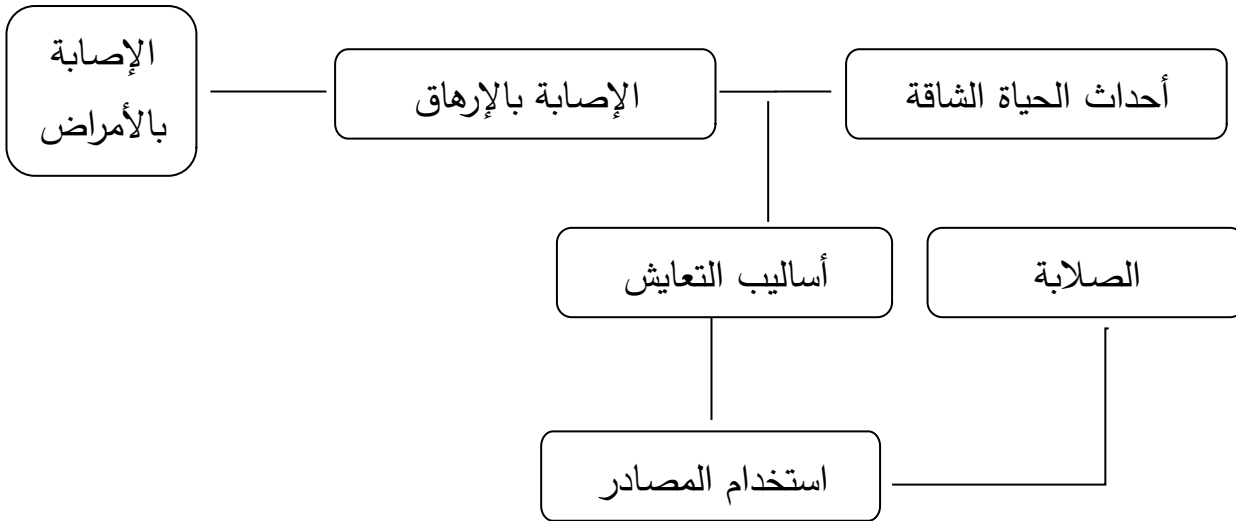 أحداث الحياة الشاقة
الإصابة بالإرهاق
الإصابة
بالأمراض
الصلابة
أساليب التعايش
استخدام المصادر